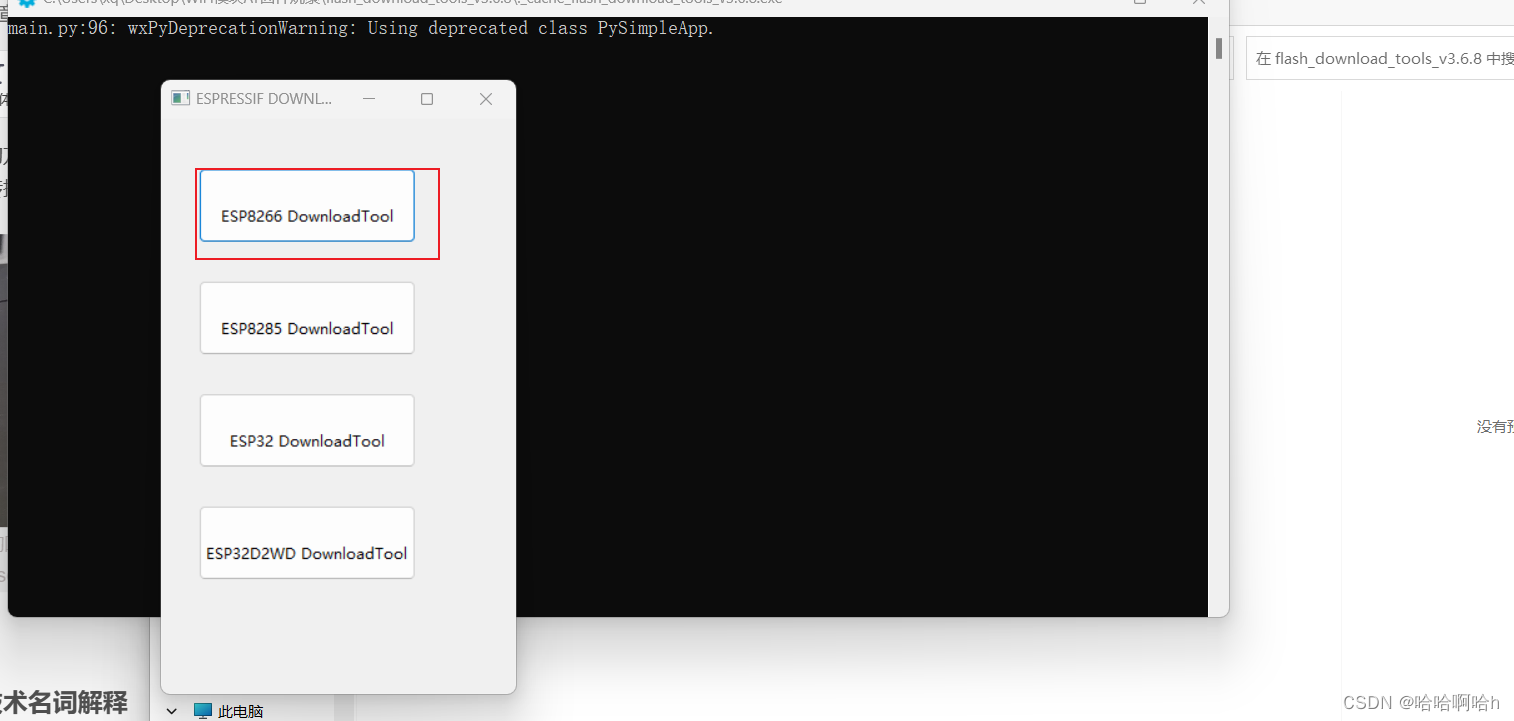 main.py:96: wxPyDeprecationWarning: Using deprecated class PySimpleApp.
在 flash_download_tools_v3.6.8 中搜
ESPRESSIF DOWNL...
ESP8266 DownloadTool
ESP8285 DownloadTool
ESP32 DownloadTool
ESP32D2WD DownloadTool
没有预
术名词解释
此电脑
CSDN @哈哈啊哈h